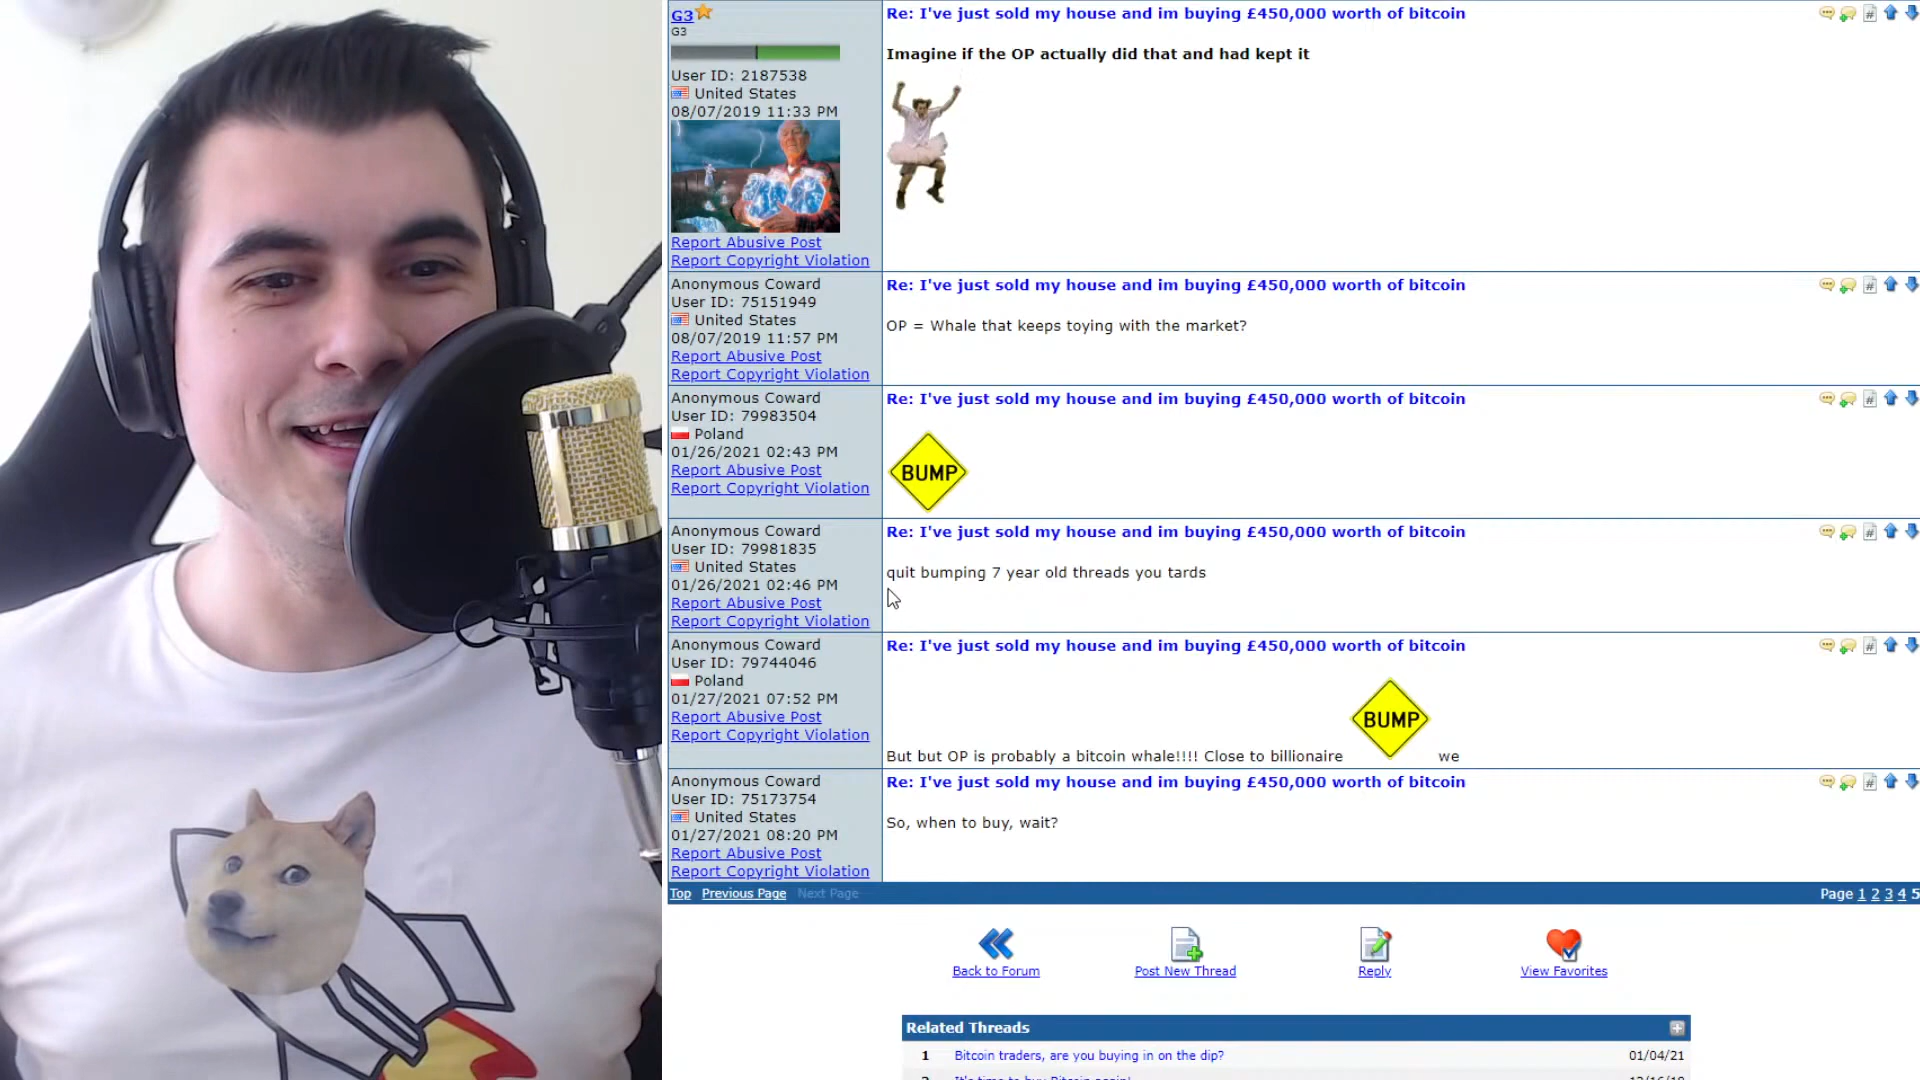 G3
G3
User ID: 2187538
United States
08/07/2019 11:33 PM
Report Abusive Post
Report Copyright Violation
Re: I've just sold my house and im buying £450,000 worth of bitcoin
Imagine if the OP actually did that and had kept it
Anonymous Coward
User ID: 75151949
United States
08/07/2019 11:57 PM
Report Abusive Post
Report Copyright Violation
Re: I've just sold my house and im buying £450,000 worth of bitcoin
OP = Whale that keeps toying with the market?
Anonymous Coward
User ID: 79983504
Poland
01/26/2021 02:43 PM
Report Abusive Post
Report Copyright Violation
Re: I've just sold my house and im buying £450,000 worth of bitcoin
BUMP
Anonymous Coward
User ID: 79981835
United States
01/26/2021 02:46 PM
Report Abusive Post
Report Copyright Violation
Re: I've just sold my house and im buying £450,000 worth of bitcoin
quit bumping 7 year old threads you tards
Anonymous Coward
User ID: 79744046
Poland
01/27/2021 07:52 PM
Report Abusive Post
Report Copyright Violation
Re: I've just sold my house and im buying £450,000 worth of bitcoin
BUMP
But but OP is probably a bitcoin whale!!!! Close to billionaire we
Anonymous Coward
User ID: 75173754
United States
01/27/2021 08:20 PM
Report Abusive Post
Report Copyright Violation
Re: I've just sold my house and im buying £450,000 worth of bitcoin
So, when to buy, wait?
Top Previous Page Next Page Page 1 2 3 4 5
Back to Forum Post New Thread Reply View Favorites
Related Threads
1 Bitcoin traders, are you buying in on the dip? 01/04/21